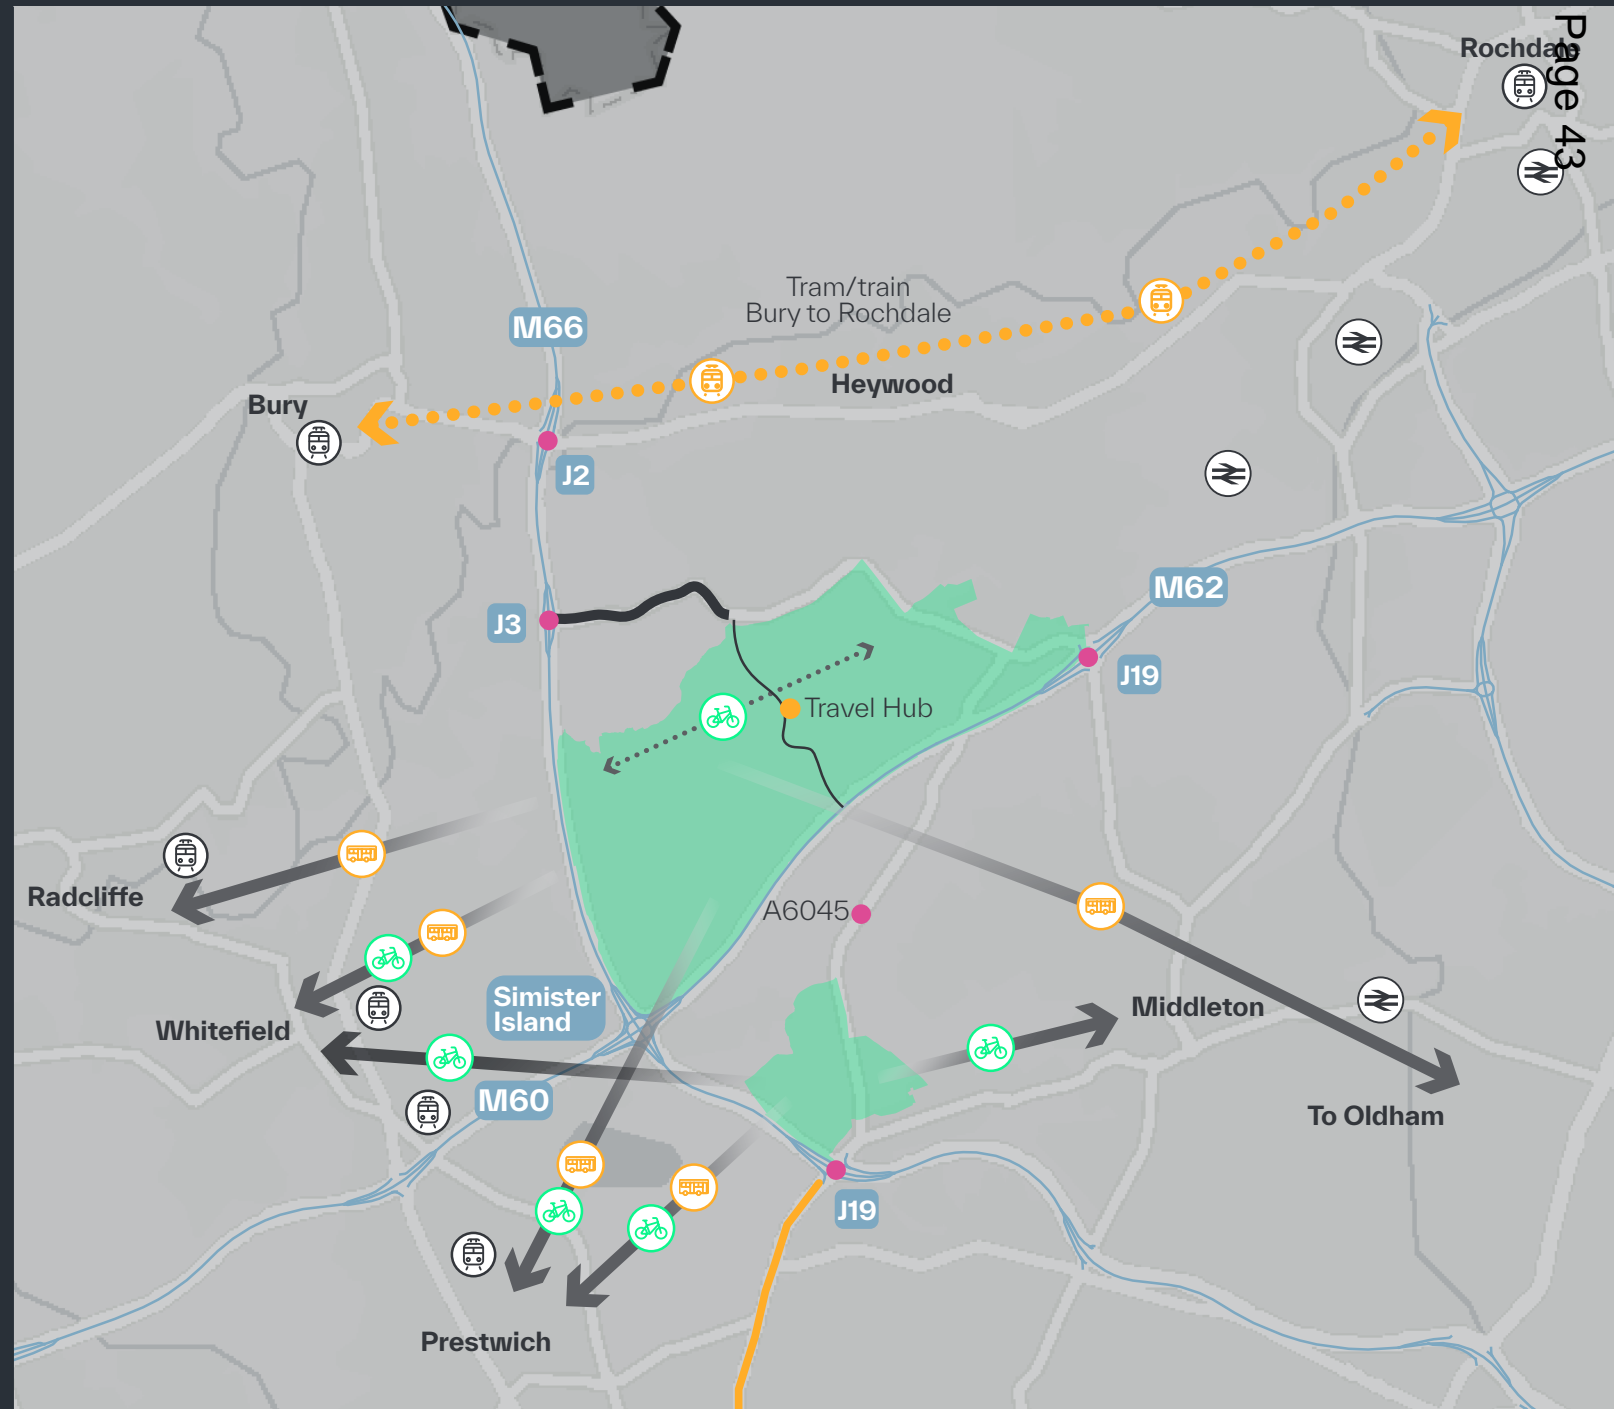 Page 43
Rochdale
Tram/train
Bury to Rochdale
M66
Heywood
Bury
J2
M62
J3
J19
Travel Hub
Radcliffe
A6045
Simister
Island
Middleton
Whitefield
M60
To Oldham
J19
Prestwich